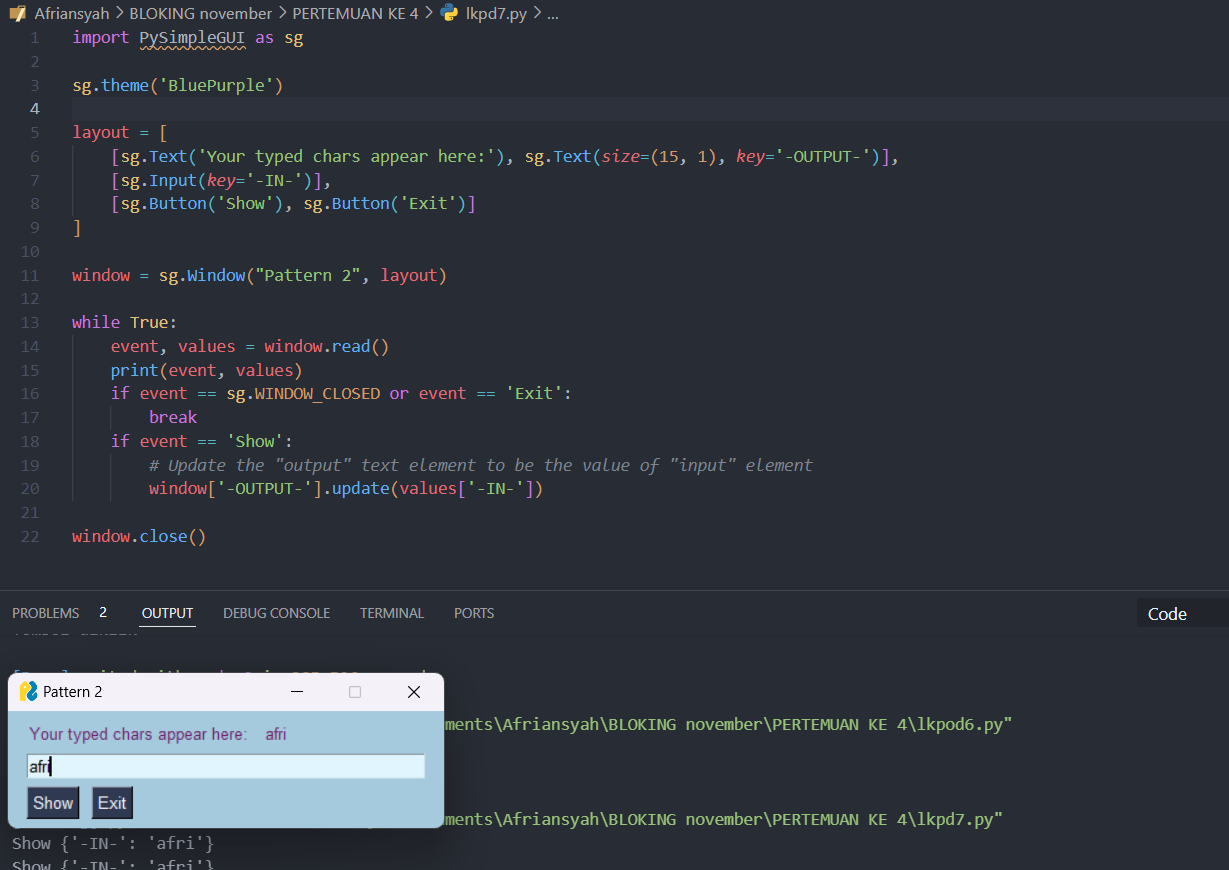 Afriansyah > BLOKING november > PERTEMUAN KE 4 > lkpd7.py > ...
1 import PySimpleGUI as sg
2
3 sg.theme('BluePurple')
4
5 layout = [
6     [sg.Text('Your typed chars appear here:'), sg.Text(size=(15, 1), key='-OUTPUT-')],
7     [sg.Input(key='-IN-')],
8     [sg.Button('Show'), sg.Button('Exit')]
9 ]
10
11 window = sg.Window("Pattern 2", layout)
12
13 while True:
14     event, values = window.read()
15     print(event, values)
16     if event == sg.WINDOW_CLOSED or event == 'Exit':
17         break
18     if event == 'Show':
19         # Update the "output" text element to be the value of "input" element
20         window['-OUTPUT-'].update(values['-IN-'])
21
22 window.close()
PROBLEMS 2 OUTPUT DEBUG CONSOLE TERMINAL PORTS Code
Pattern 2
ments\Afriansyah\BLOKING november\PERTEMUAN KE 4\lkpod6.py"
Your typed chars appear here: afri
afri
Show Exit
ments\Afriansyah\BLOKING november\PERTEMUAN KE 4\lkpd7.py"
Show {'-IN-': 'afri'}
Show {'-IN-': 'afri'}